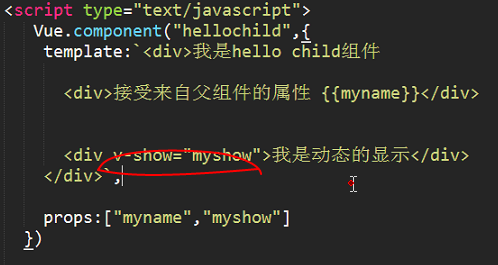 <script type="text/javascript">
Vue.component("hellochild",{
template:`<div>我是hello child组件
<div>接受来自父组件的属性 {{myname}}</div>
<div v-show="myshow">我是动态的显示</div>
</div>`,
props:["myname","myshow"]
})